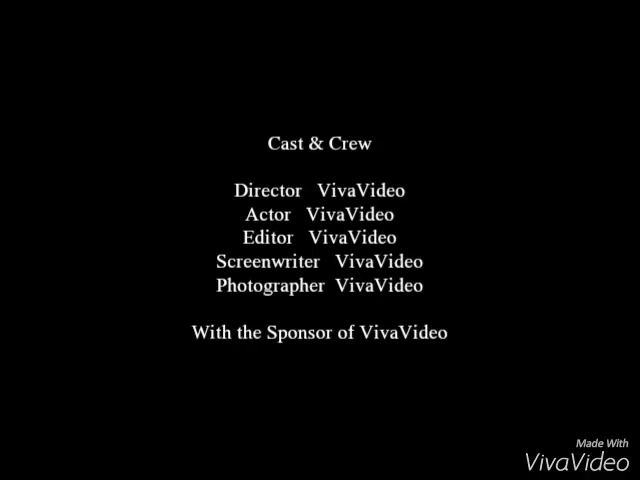 Cast & Crew
Director VivaVideo
Actor VivaVideo
Editor VivaVideo
Screenwriter VivaVideo
Photographer VivaVideo
With the Sponsor of VivaVideo
Made With
VivaVideo